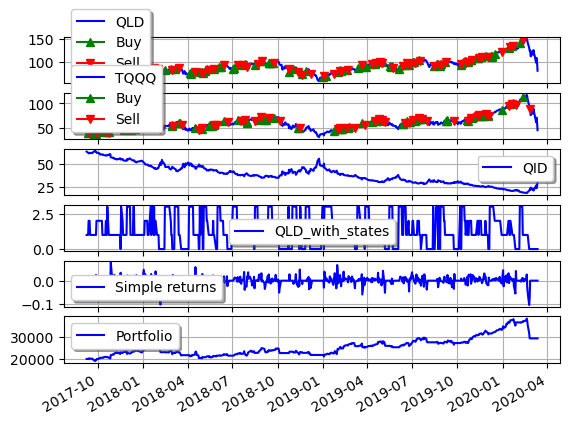 QLD
Buy
Sell
150
100
TQQQ
Buy
Sell
100
50
QID
50
25
QLD_with_states
2.5
0.0
Simple returns
0.0
−0.1
Portfolio
30000
20000
2017-10
2018-01
2018-04
2018-07
2018-10
2019-01
2019-04
2019-07
2019-10
2020-01
2020-04